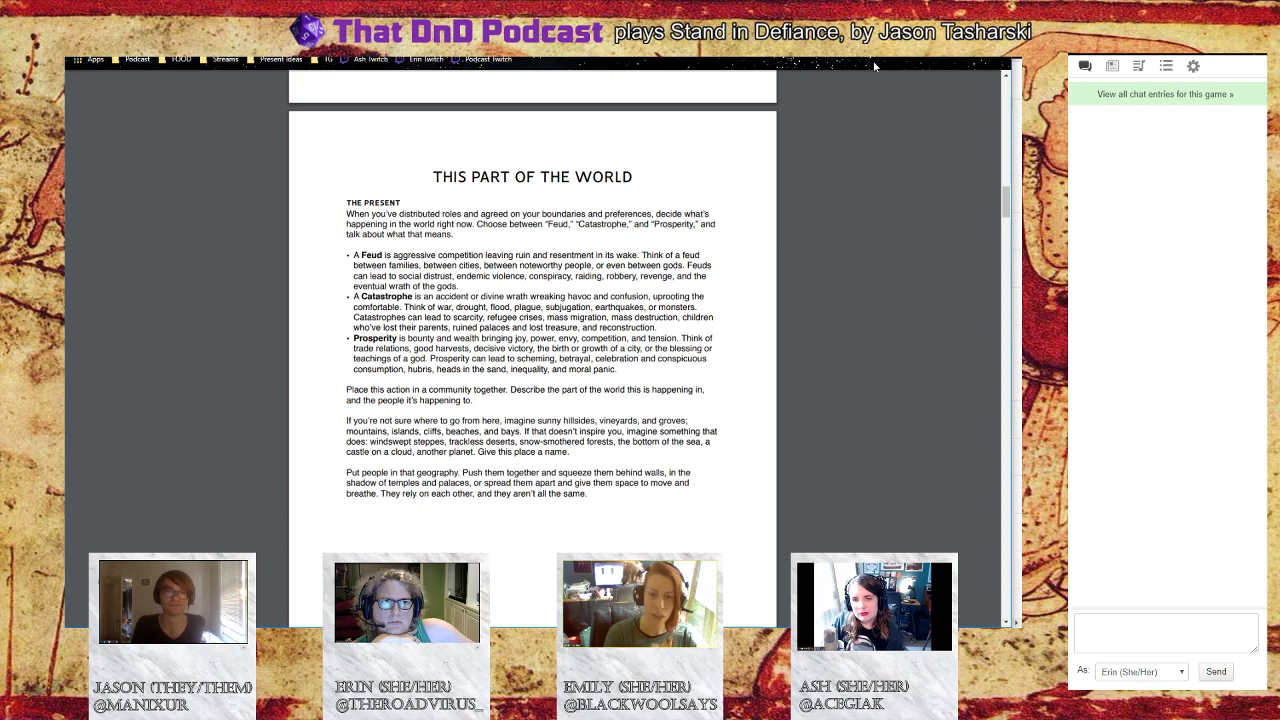 That DnD Podcast plays Stand in Defiance, by Jason Tasharski
Apps Podcast FOOD Streams Present Ideas TG Ash Twitch Erin Twitch Podcast Twitch
View all chat entries for this game »
THIS PART OF THE WORLD
THE PRESENT
When you've distributed roles and agreed on your boundaries and preferences, decide what's
happening in the world right now. Choose between "Feud," "Catastrophe," and "Prosperity," and
talk about what that means.
• A Feud is aggressive competition leaving ruin and resentment in its wake. Think of a feud
between families, between cities, between noteworthy people, or even between gods. Feuds
can lead to social distrust, endemic violence, conspiracy, raiding, robbery, revenge, and the
eventual wrath of the gods.
• A Catastrophe is an accident or divine wrath wreaking havoc and confusion, uprooting the
comfortable. Think of war, drought, flood, plague, subjugation, earthquakes, or monsters.
Catastrophes can lead to scarcity, refugee crises, mass migration, mass destruction, children
who've lost their parents, ruined palaces and lost treasure, and reconstruction.
• Prosperity is bounty and wealth bringing joy, power, envy, competition, and tension. Think of
trade relations, good harvests, decisive victory, the birth or growth of a city, or the blessing or
teachings of a god. Prosperity can lead to scheming, betrayal, celebration and conspicuous
consumption, hubris, heads in the sand, inequality, and moral panic.
Place this action in a community together. Describe the part of the world this is happening in,
and the people it's happening to.
If you're not sure where to go from here, imagine sunny hillsides, vineyards, and groves;
mountains, islands, cliffs, beaches, and bays. If that doesn't inspire you, imagine something that
does: windswept steppes, trackless deserts, snow-smothered forests, the bottom of the sea, a
castle on a cloud, another planet. Give this place a name.
Put people in that geography. Push them together and squeeze them behind walls, in the
shadow of temples and palaces, or spread them apart and give them space to move and
breathe. They rely on each other, and they aren't all the same.
As: Erin (She/Her) Send
JASON (THEY/THEM)
@MANIXUR
ERIN (SHE/HER)
@THEROADVIRUS_
EMILY (SHE/HER)
@BLACKWOOLSAYS
ASH (SHE/HER)
@ACEGIAK